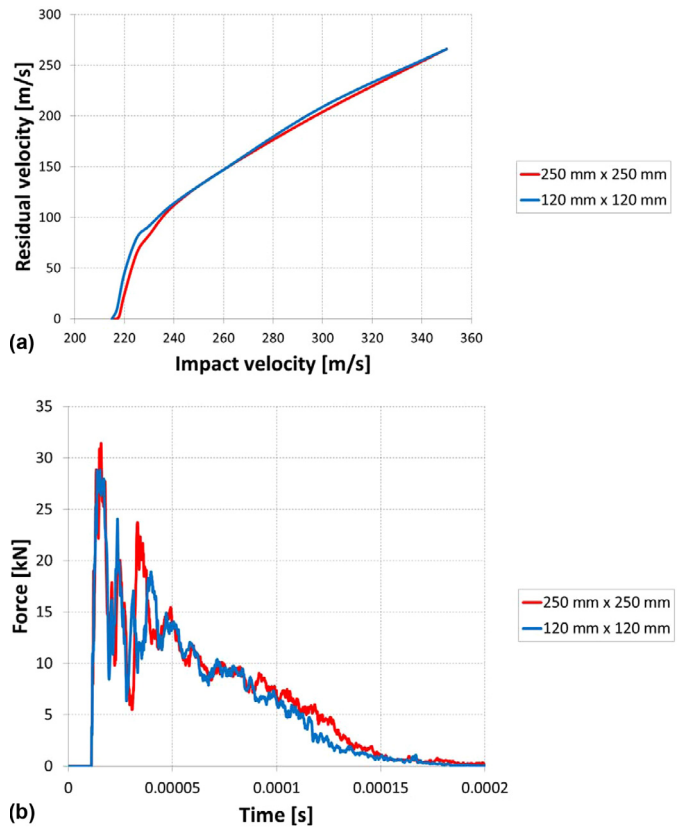 Residual velocity [m/s]
300
250
200
150
100
50
0
200 220 240 260 280 300 320 340 360
Impact velocity [m/s]
(a)
250 mm x 250 mm
120 mm x 120 mm
Force [kN]
35
30
25
20
15
10
5
0
0 0.00005 0.0001 0.00015 0.0002
Time [s]
(b)
250 mm x 250 mm
120 mm x 120 mm